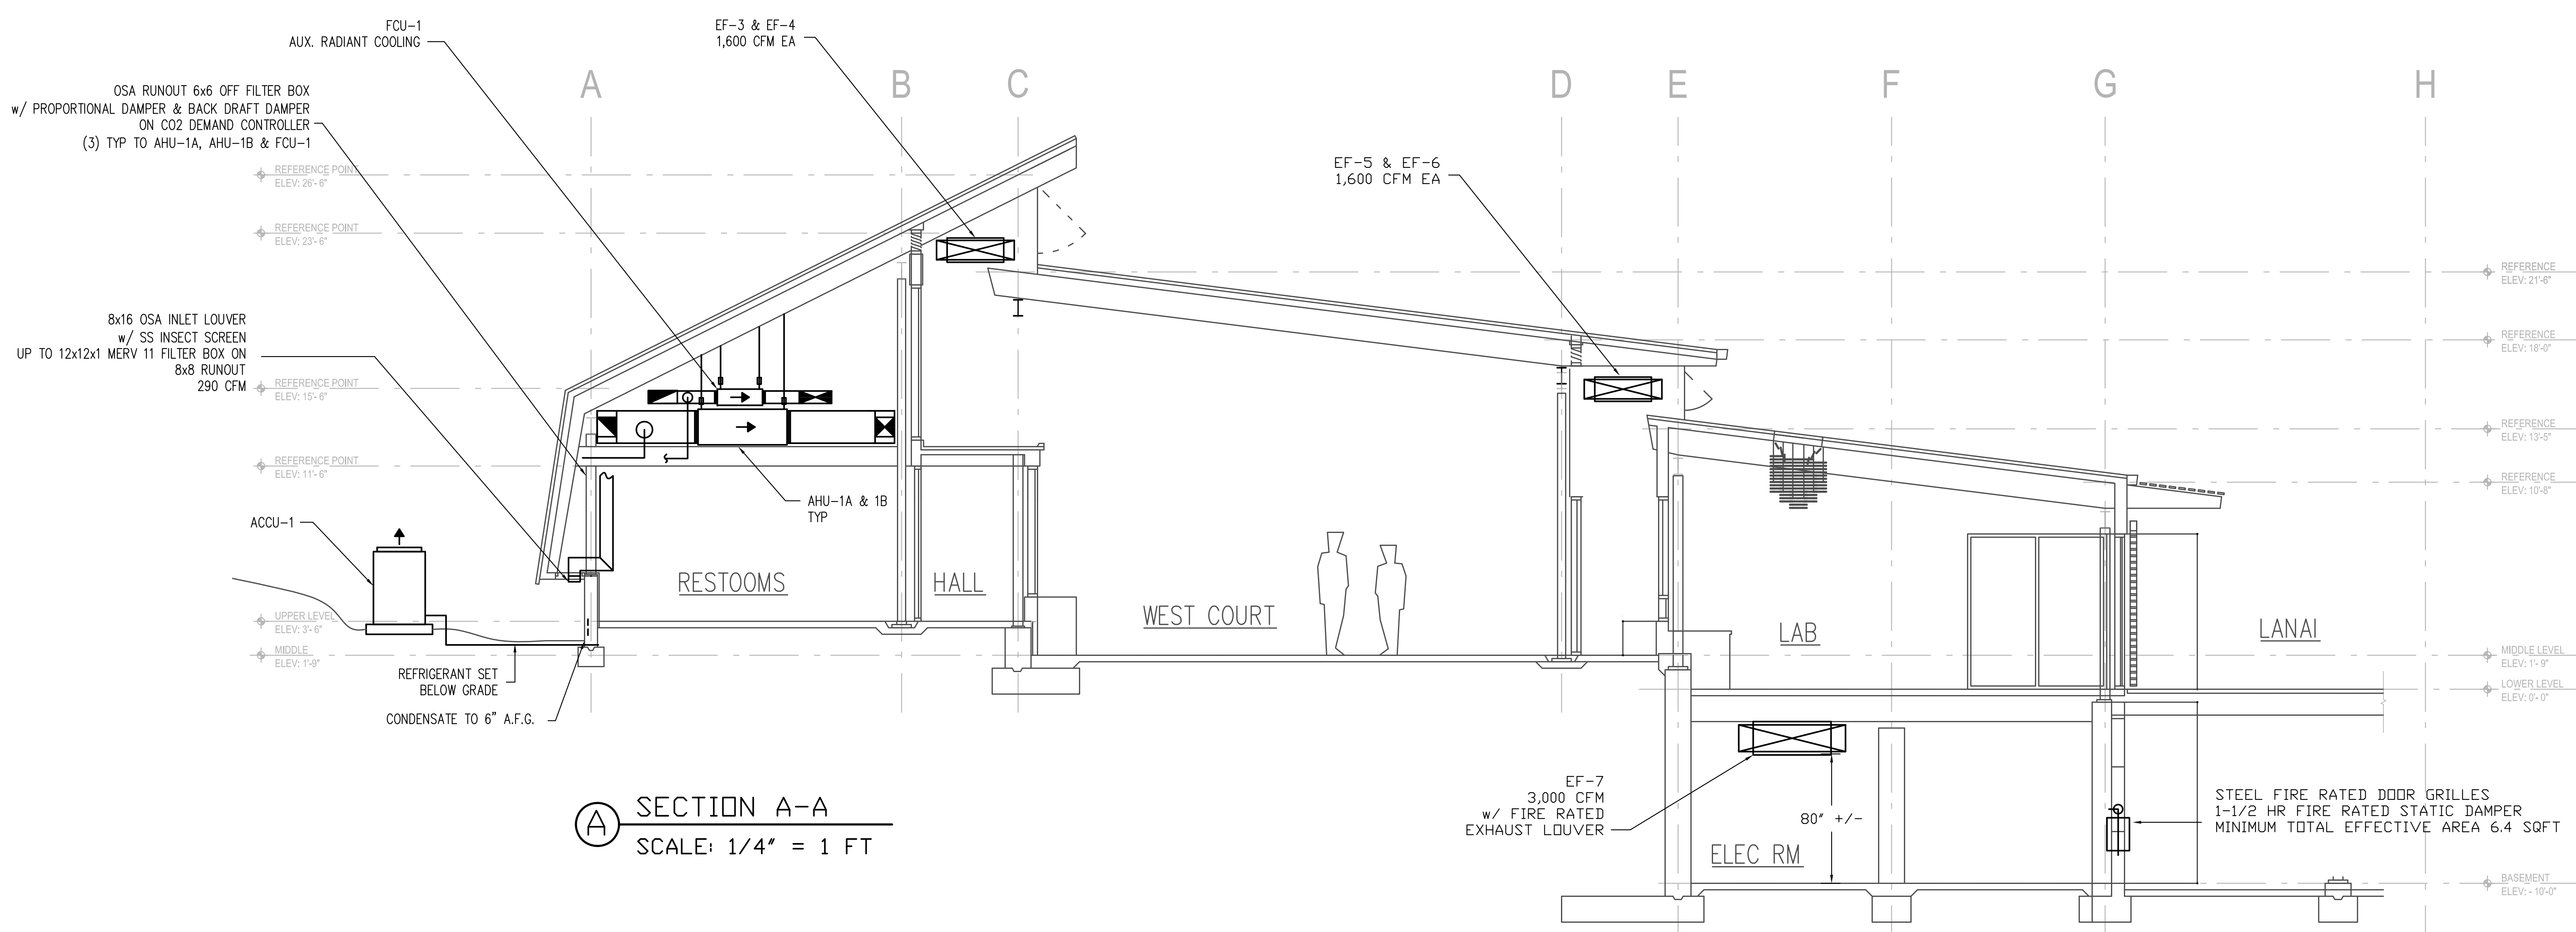 FCU-1
AUX. RADIANT COOLING
EF-3 & EF-4
1,600 CFM EA
OSA RUNOUT 6x6 OFF FILTER BOX
w/ PROPORTIONAL DAMPER & BACK DRAFT DAMPER
ON CO2 DEMAND CONTROLLER
(3) TYP TO AHU-1A, AHU-1B & FCU-1
A
B
C
D
E
F
G
H
EF-5 & EF-6
1,600 CFM EA
REFERENCE POINT
ELEV: 26'- 6"
REFERENCE POINT
ELEV: 23'- 6"
REFERENCE POINT
ELEV: 15'- 6"
REFERENCE POINT
ELEV: 11'- 6"
UPPER LEVEL
ELEV: 3'- 6"
MIDDLE
ELEV: 1'-9"
8x16 OSA INLET LOUVER
w/ SS INSECT SCREEN
UP TO 12x12x1 MERV 11 FILTER BOX ON
8x8 RUNOUT
290 CFM
ACCU-1
AHU-1A & 1B
TYP
RESTOOMS
HALL
WEST COURT
LAB
LANAI
REFRIGERANT SET
BELOW GRADE
CONDENSATE TO 6" A.F.G.
REFERENCE
ELEV: 21'-6"
REFERENCE
ELEV: 18'-0"
REFERENCE
ELEV: 13'-5"
REFERENCE
ELEV: 10'-8"
MIDDLE LEVEL
ELEV: 1'- 9"
LOWER LEVEL
ELEV: 0'- 0"
BASEMENT
ELEV: - 10'-0"
EF-7
3,000 CFM
w/ FIRE RATED
EXHAUST LOUVER
80" +/-
ELEC RM
STEEL FIRE RATED DOOR GRILLES
1-1/2 HR FIRE RATED STATIC DAMPER
MINIMUM TOTAL EFFECTIVE AREA 6.4 SQFT
A
SECTION A-A
SCALE: 1/4" = 1 FT